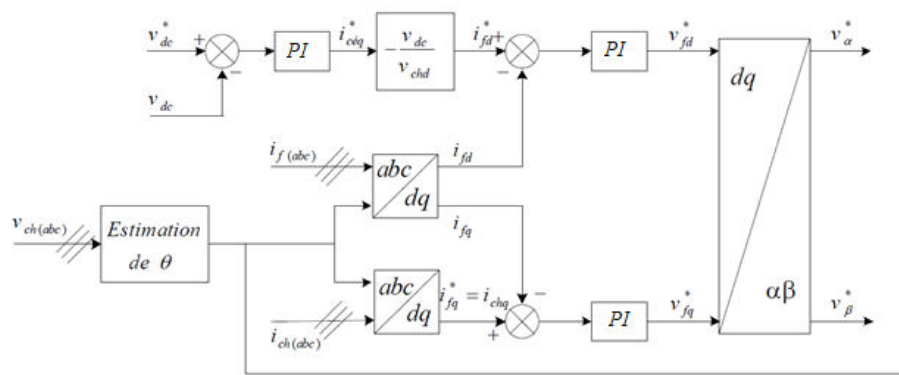 v*dc + PI i*céq −vdc/vchd i*fd + PI v*fd v*α
−
−
vdc
dq
if(abc) abc dq ifd
ifq
vch(abc) Estimation de θ
abc dq i*fq = ichq − + PI v*fq v*β
αβ
ich(abc)